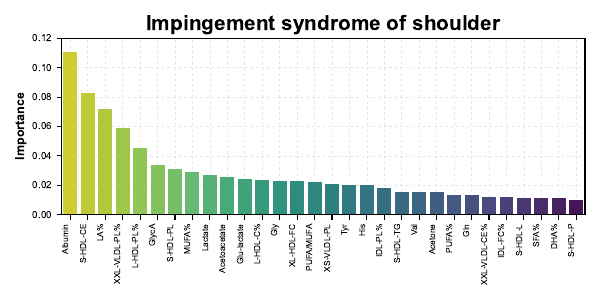 Impingement syndrome of shoulder
Importance
0.12
0.10
0.08
0.06
0.04
0.02
0.00
Albumin
S-HDL-CE
LA%
XXL-VLDL-PL%
L-HDL-PL%
GlycA
S-HDL-PL
MUFA%
Lactate
Acetoacetate
Glu-lactate
L-HDL-C%
Gly
XL-HDL-FC
PUFA/MUFA
XS-VLDL-PL
Tyr
His
IDL-PL%
S-HDL-TG
Val
Acetone
PUFA%
Gln
XXL-VLDL-CE%
IDL-FC%
S-HDL-L
SFA%
DHA%
S-HDL-P